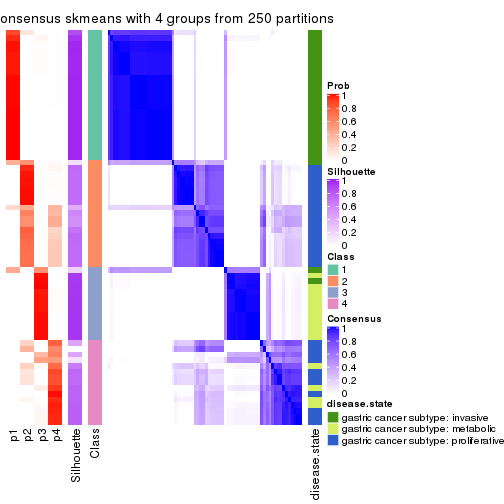 onsensus skmeans with 4 groups from 250 partitions
Prob
1
0.8
0.6
0.4
0.2
0
Silhouette
1
0.8
0.6
0.4
0.2
0
Class
1
2
3
4
Consensus
1
0.8
0.6
0.4
0.2
0
disease.state
gastric cancer subtype: invasive
gastric cancer subtype: metabolic
gastric cancer subtype: proliferative
p1
p2
p3
p4
Silhouette
Class
disease.state